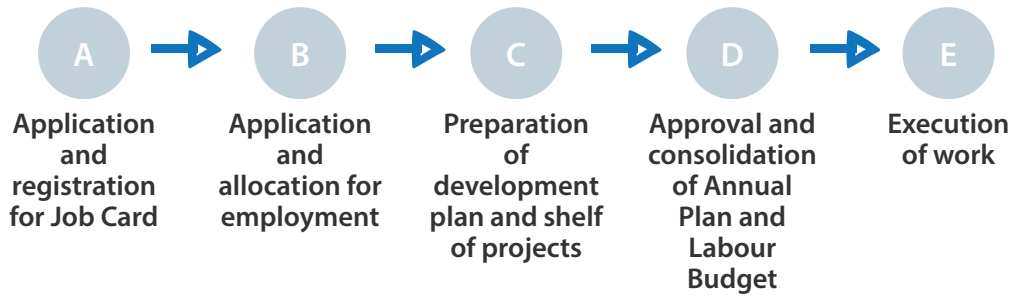 A
B
C
D
E
Application
and
registration
for Job Card
Application
and
allocation for
employment
Preparation
of
development
plan and shelf
of projects
Approval and
consolidation
of Annual
Plan and
Labour
Budget
Execution
of work